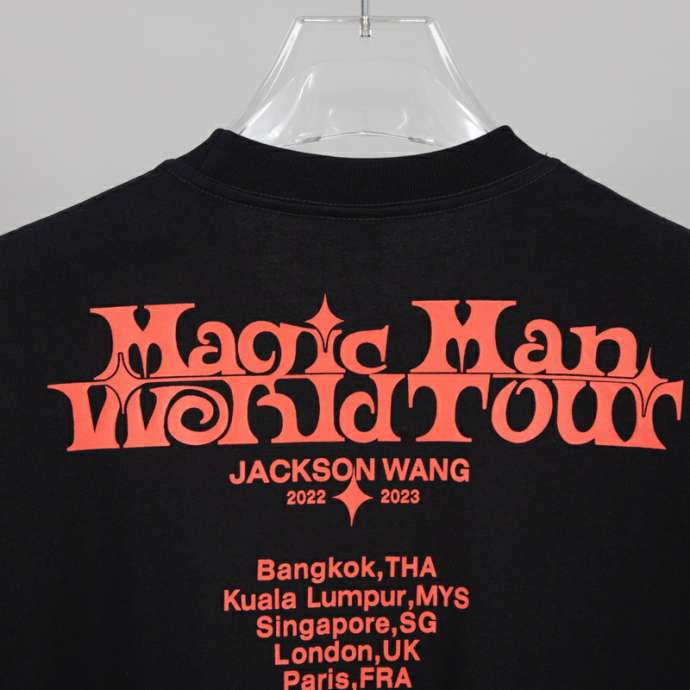 Magic Man
World Tour
JACKSON WANG
2022 2023
Bangkok,THA
Kuala Lumpur,MYS
Singapore,SG
London,UK
Paris,FRA